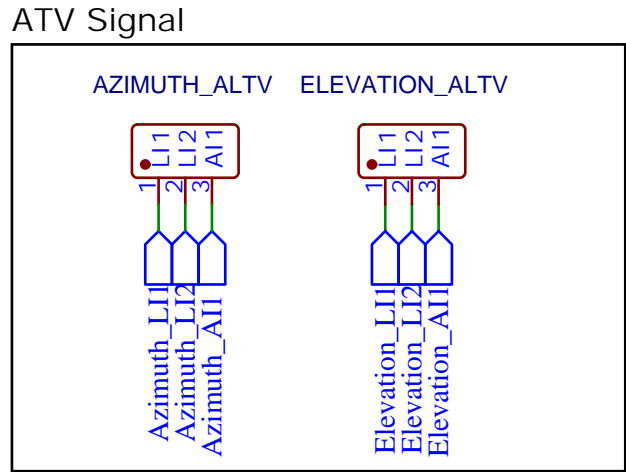 ATV Signal
AZIMUTH_ALTV
ELEVATION_ALTV
LI1
LI2
AI1
1
2
3
Azimuth_LI1
Azimuth_LI2
Azimuth_AI1
LI1
LI2
AI1
1
2
3
Elevation_LI1
Elevation_LI2
Elevation_AI1